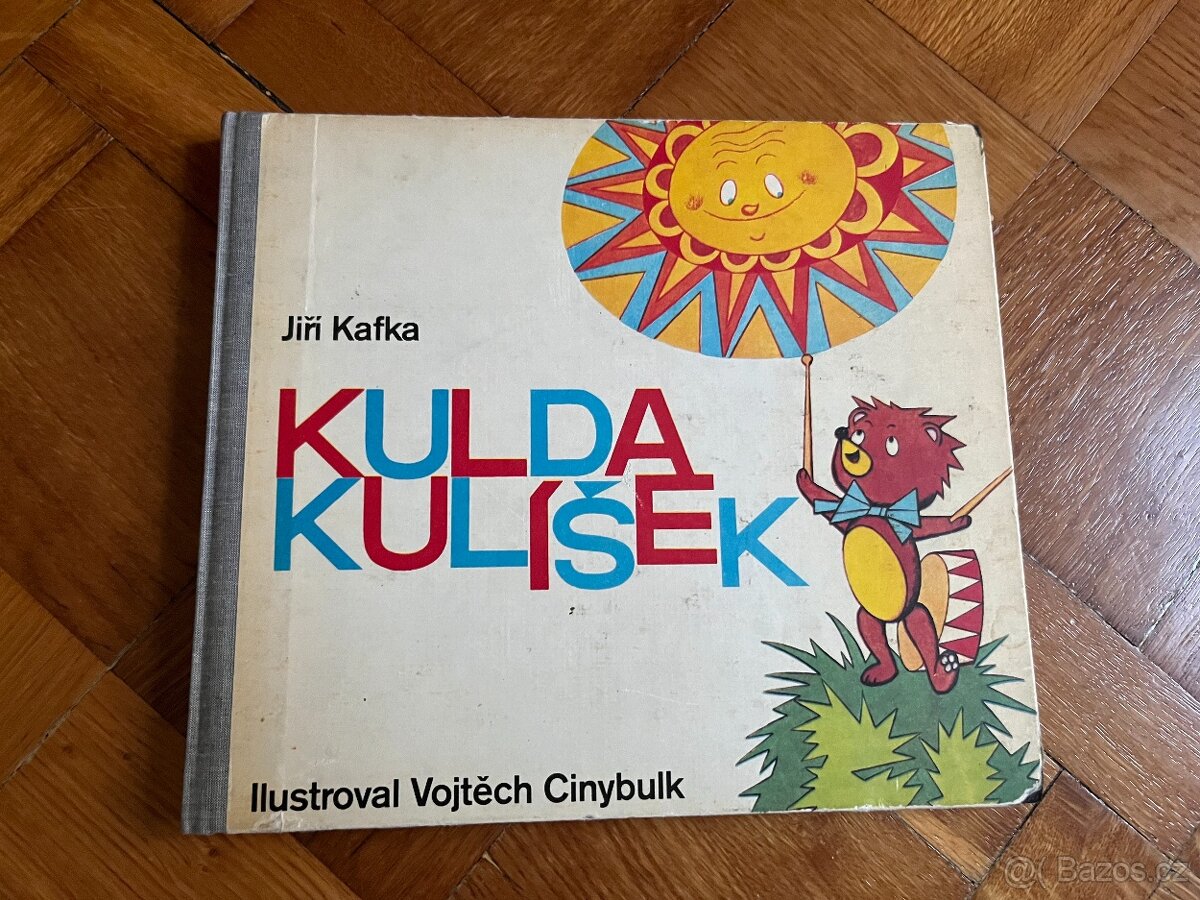 Jiří Kafka
KULDA
KULÍŠEK
Ilustroval Vojtěch Cinybulk
@ Bazos.cz